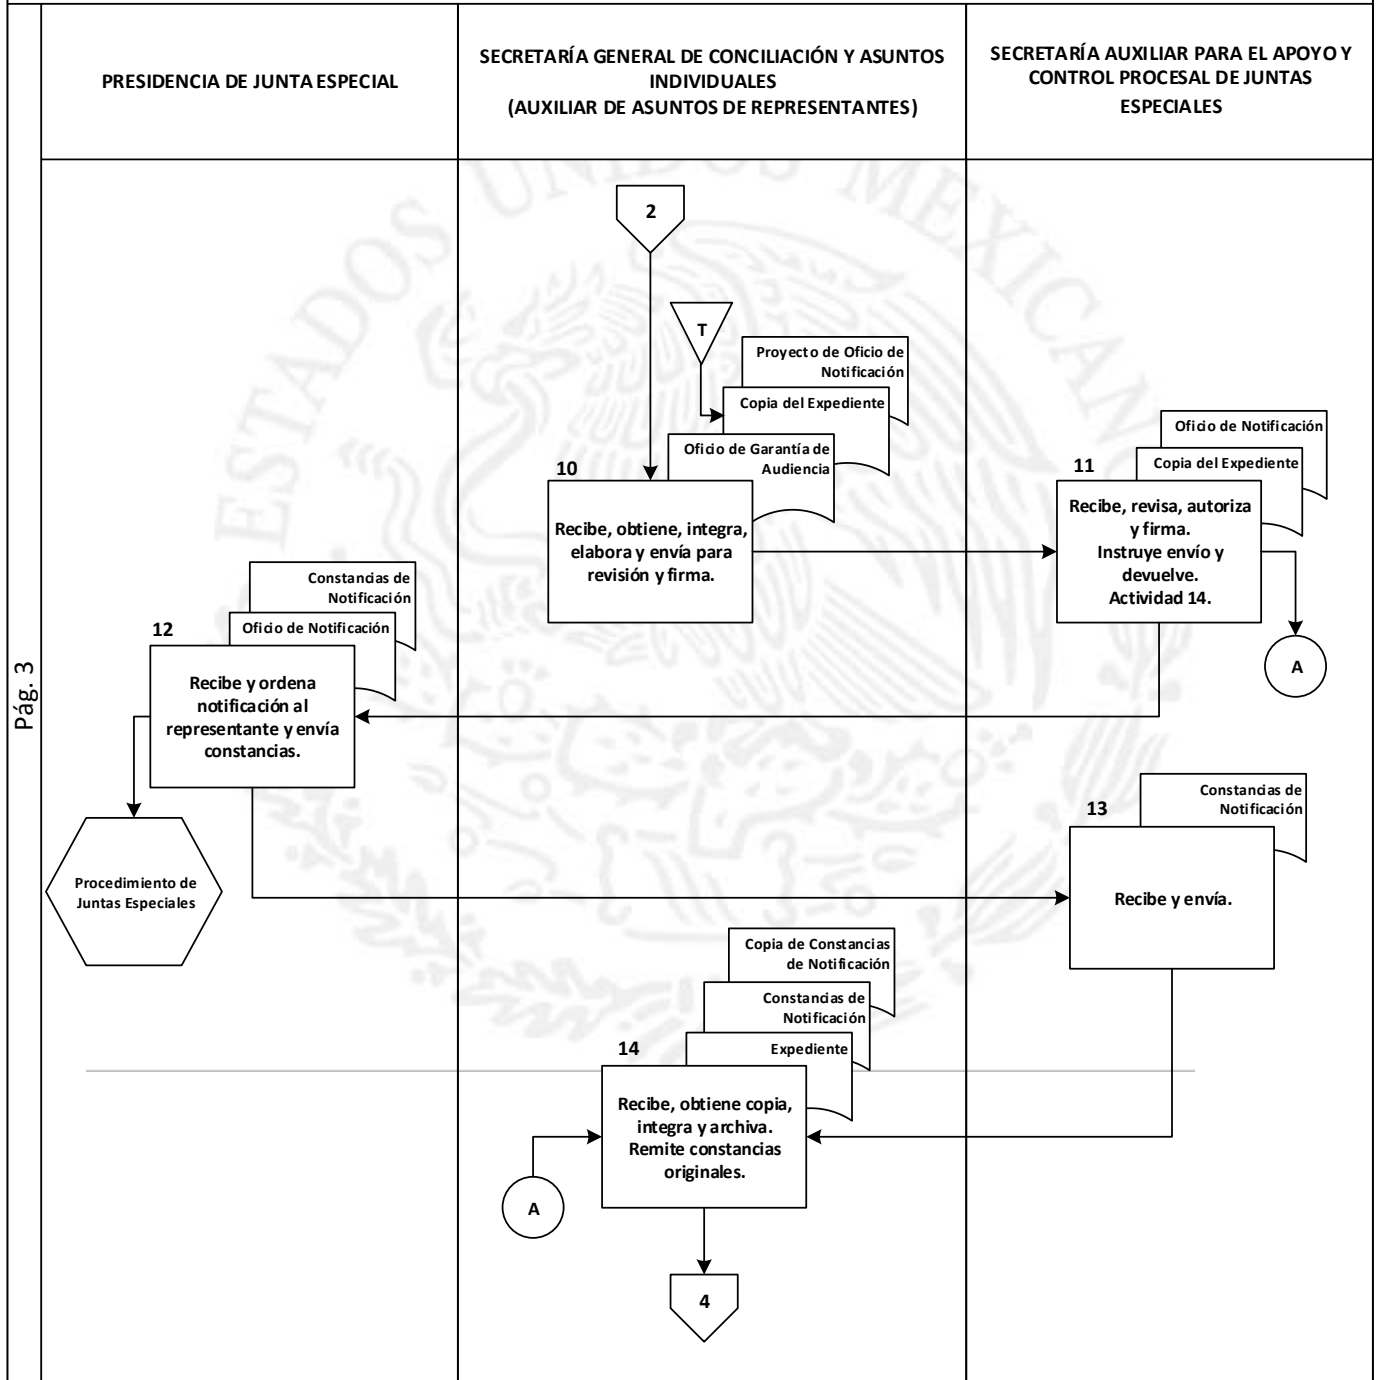 PRESIDENCIA DE JUNTA ESPECIAL
SECRETARÍA GENERAL DE CONCILIACIÓN Y ASUNTOS
INDIVIDUALES
(AUXILIAR DE ASUNTOS DE REPRESENTANTES)
SECRETARÍA AUXILIAR PARA EL APOYO Y
CONTROL PROCESAL DE JUNTAS
ESPECIALES
Pág. 3
ESTADOS UNIDOS MEXICANOS
2
T
Proyecto de Oficio de
Notificación
Copia del Expediente
Oficio de Garantía de
Audiencia
10
Recibe, obtiene, integra,
elabora y envía para
revisión y firma.
Oficio de Notificación
Copia del Expediente
11
Recibe, revisa, autoriza
y firma.
Instruye envío y
devuelve.
Actividad 14.
A
Constancias de
Notificación
Oficio de Notificación
12
Recibe y ordena
notificación al
representante y envía
constancias.
Procedimiento de
Juntas Especiales
Constancias de
Notificación
13
Recibe y envía.
Copia de Constancias
de Notificación
Constancias de
Notificación
Expediente
14
Recibe, obtiene copia,
integra y archiva.
Remite constancias
originales.
A
4